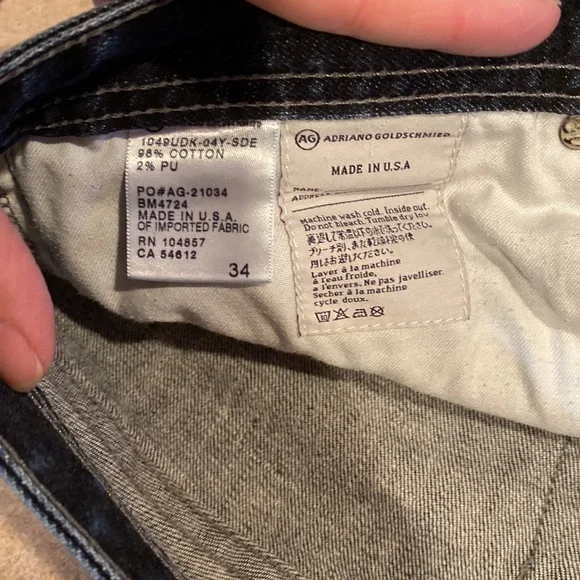 1049UDK-04Y-SDE
98% COTTON
2% PU
PO#AG-21034
BM4724
MADE IN U.S.A.
OF IMPORTED FABRIC
RN 104857
CA 54612
34
AG ADRIANO GOLDSCHMIED
MADE IN U.S.A
NAME
ADDRESS
Machine wash cold. Inside out.
Do not bleach. Tumble dry low
Laver à la machine
à l'eau froide,
a l'envers. Ne pas javelliser.
Secher à la machine
cycle doux.